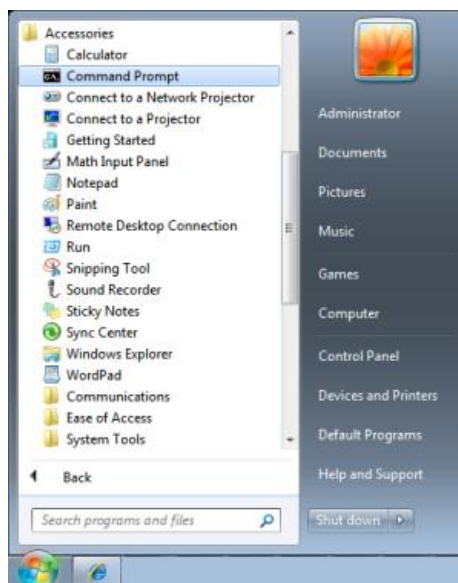 Accessories
Calculator
Command Prompt
Connect to a Network Projector
Connect to a Projector
Getting Started
Math Input Panel
Notepad
Paint
Remote Desktop Connection
Run
Snipping Tool
Sound Recorder
Sticky Notes
Sync Center
Windows Explorer
WordPad
Communications
Ease of Access
System Tools
Back
Search programs and files
Administrator
Documents
Pictures
Music
Games
Computer
Control Panel
Devices and Printers
Default Programs
Help and Support
Shut down